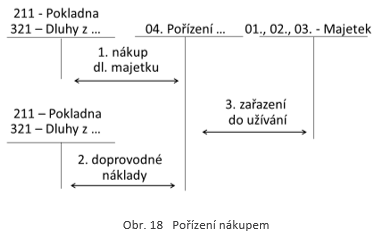 211 - Pokladna
321 – Dluhy z ...
04. Pořízení ...
01., 02., 03. - Majetek
1. nákup
dl. majetku
3. zařazení
do užívání
211 – Pokladna
321 – Dluhy z ...
2. doprovodné
náklady
Obr. 18 Pořízení nákupem